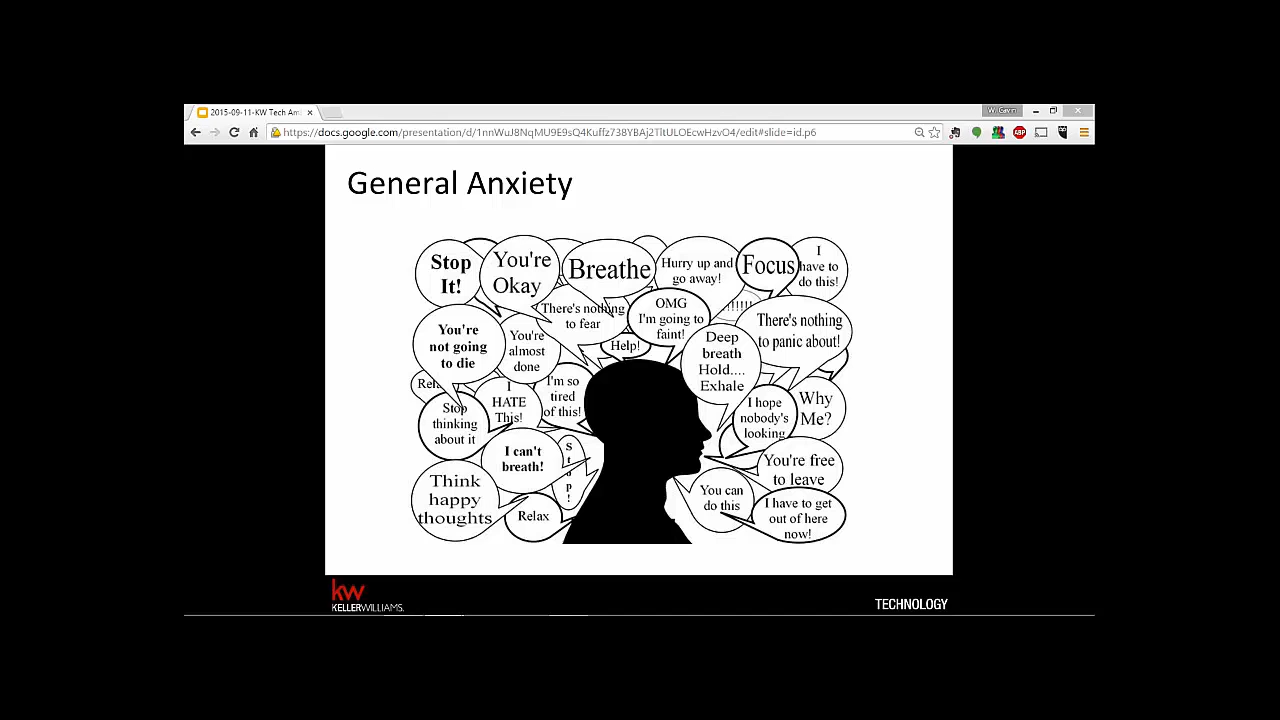 2015-09-11-KW Tech Am
W. Gavin
https://docs.google.com/presentation/d/1nnWuJ8NqMU9E9sQ4Kuffz738YBAj2TltULOEcwHzvO4/edit#slide=id.p6
ABP
General Anxiety
Stop
It!
You're
Okay
Breathe
Hurry up and
go away!
Focus
I
have to
do this!
There's nothing
to fear
OMG
I'm going to
faint!
!!!!!!
There's nothing
to panic about!
You're
not going
to die
You're
almost
done
Help!
Deep
breath
Hold....
Exhale
I
HATE
This!
I'm so
tired
of this!
Stop
thinking
about it
I hope
nobody's
looking
Why
Me?
I can't
breath!
S
t
o
p
!
You're free
to leave
Think
happy
thoughts
Relax
You can
do this
I have to get
out of here
now!
kw
KELLERWILLIAMS.
TECHNOLOGY